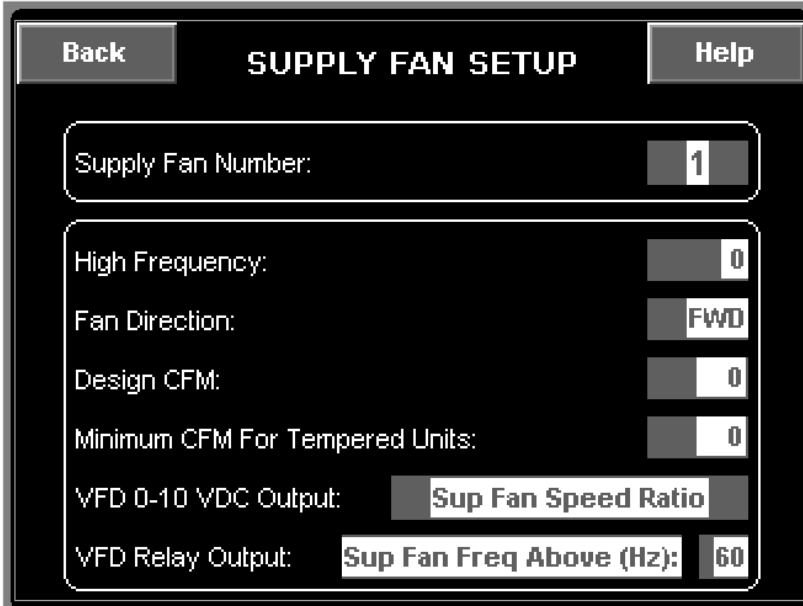 Back
SUPPLY FAN SETUP
Help
Supply Fan Number: 1
High Frequency: 0
Fan Direction: FWD
Design CFM: 0
Minimum CFM For Tempered Units: 0
VFD 0-10 VDC Output: Sup Fan Speed Ratio
VFD Relay Output: Sup Fan Freq Above (Hz): 60